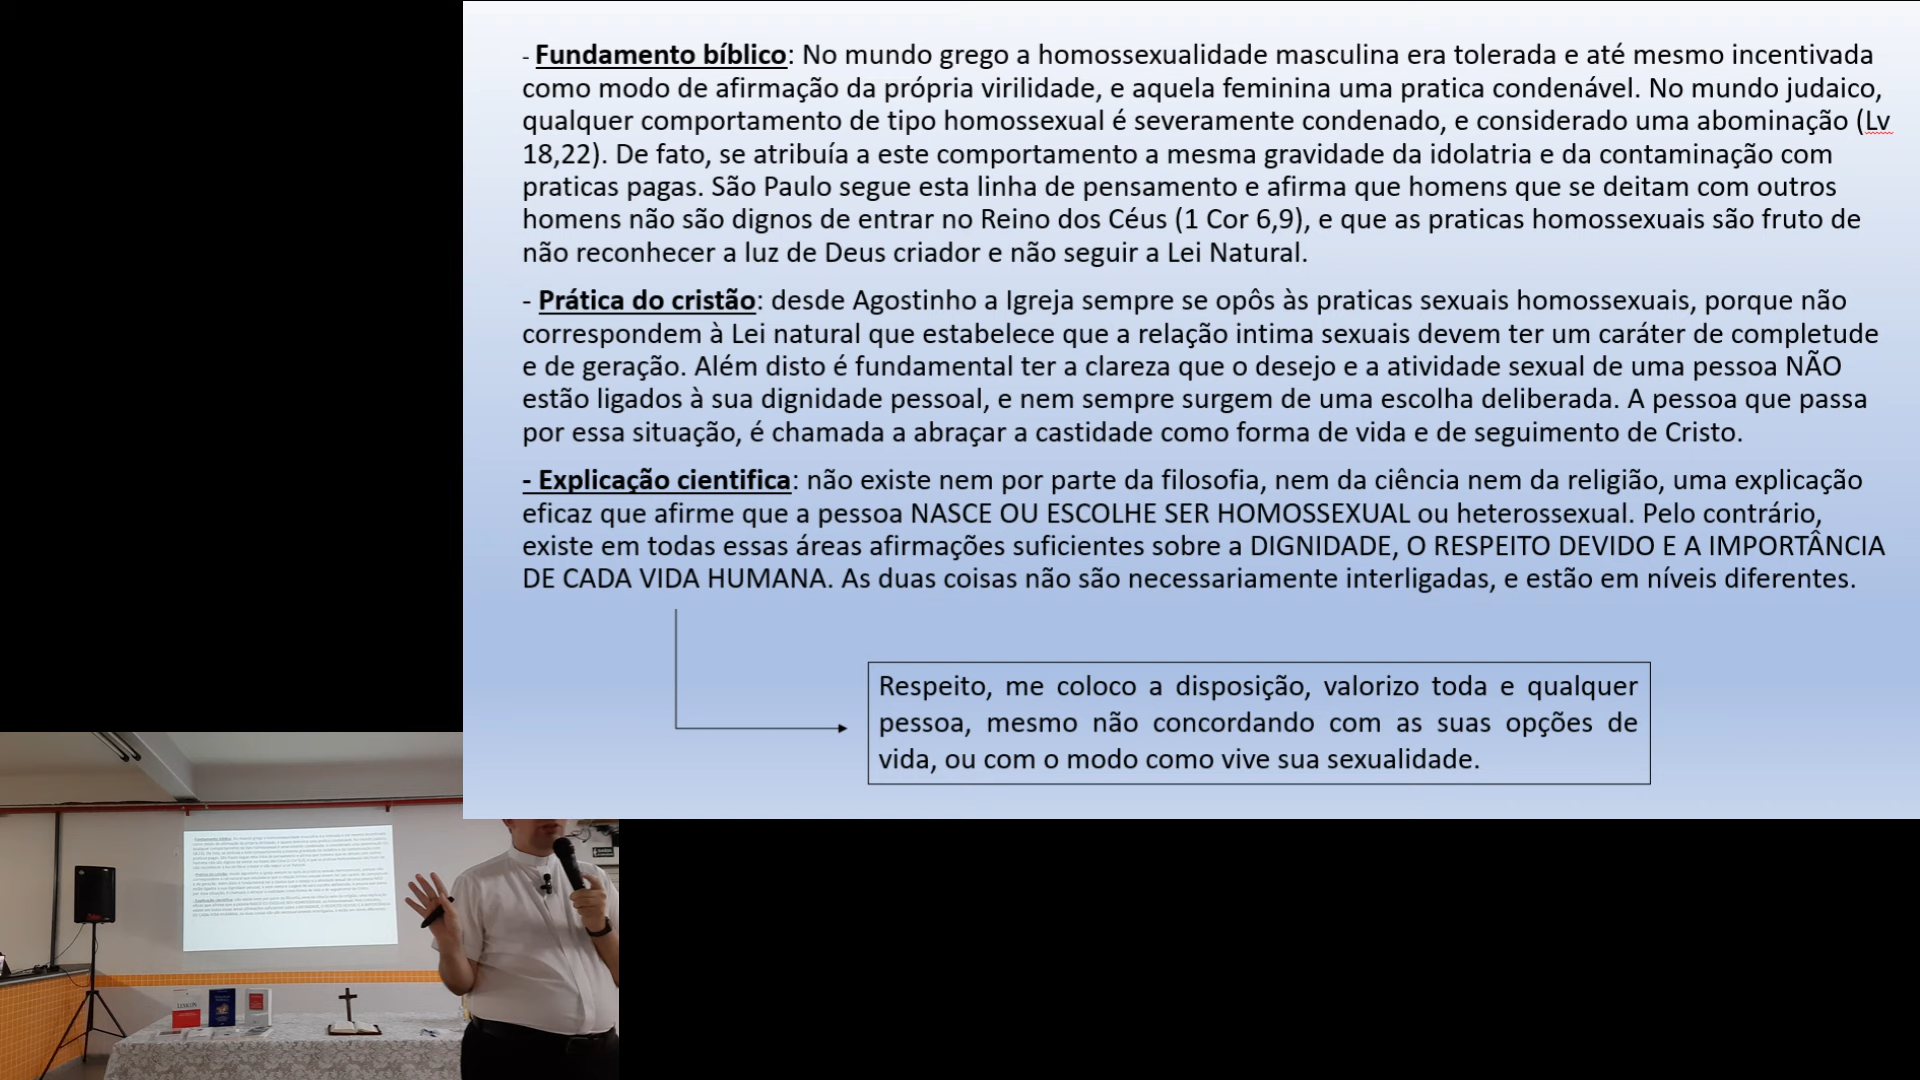 - Fundamento bíblico: No mundo grego a homossexualidade masculina era tolerada e até mesmo incentivada
como modo de afirmação da própria virilidade, e aquela feminina uma pratica condenável. No mundo judaico,
qualquer comportamento de tipo homossexual é severamente condenado, e considerado uma abominação (Lv
18,22). De fato, se atribuía a este comportamento a mesma gravidade da idolatria e da contaminação com
praticas pagas. São Paulo segue esta linha de pensamento e afirma que homens que se deitam com outros
homens não são dignos de entrar no Reino dos Céus (1 Cor 6,9), e que as praticas homossexuais são fruto de
não reconhecer a luz de Deus criador e não seguir a Lei Natural.
- Prática do cristão: desde Agostinho a Igreja sempre se opôs às praticas sexuais homossexuais, porque não
correspondem à Lei natural que estabelece que a relação intima sexuais devem ter um caráter de completude
e de geração. Além disto é fundamental ter a clareza que o desejo e a atividade sexual de uma pessoa NÃO
estão ligados à sua dignidade pessoal, e nem sempre surgem de uma escolha deliberada. A pessoa que passa
por essa situação, é chamada a abraçar a castidade como forma de vida e de seguimento de Cristo.
- Explicação cientifica: não existe nem por parte da filosofia, nem da ciência nem da religião, uma explicação
eficaz que afirme que a pessoa NASCE OU ESCOLHE SER HOMOSSEXUAL ou heterossexual. Pelo contrário,
existe em todas essas áreas afirmações suficientes sobre a DIGNIDADE, O RESPEITO DEVIDO E A IMPORTÂNCIA
DE CADA VIDA HUMANA. As duas coisas não são necessariamente interligadas, e estão em níveis diferentes.
Respeito, me coloco a disposição, valorizo toda e qualquer
pessoa, mesmo não concordando com as suas opções de
vida, ou com o modo como vive sua sexualidade.